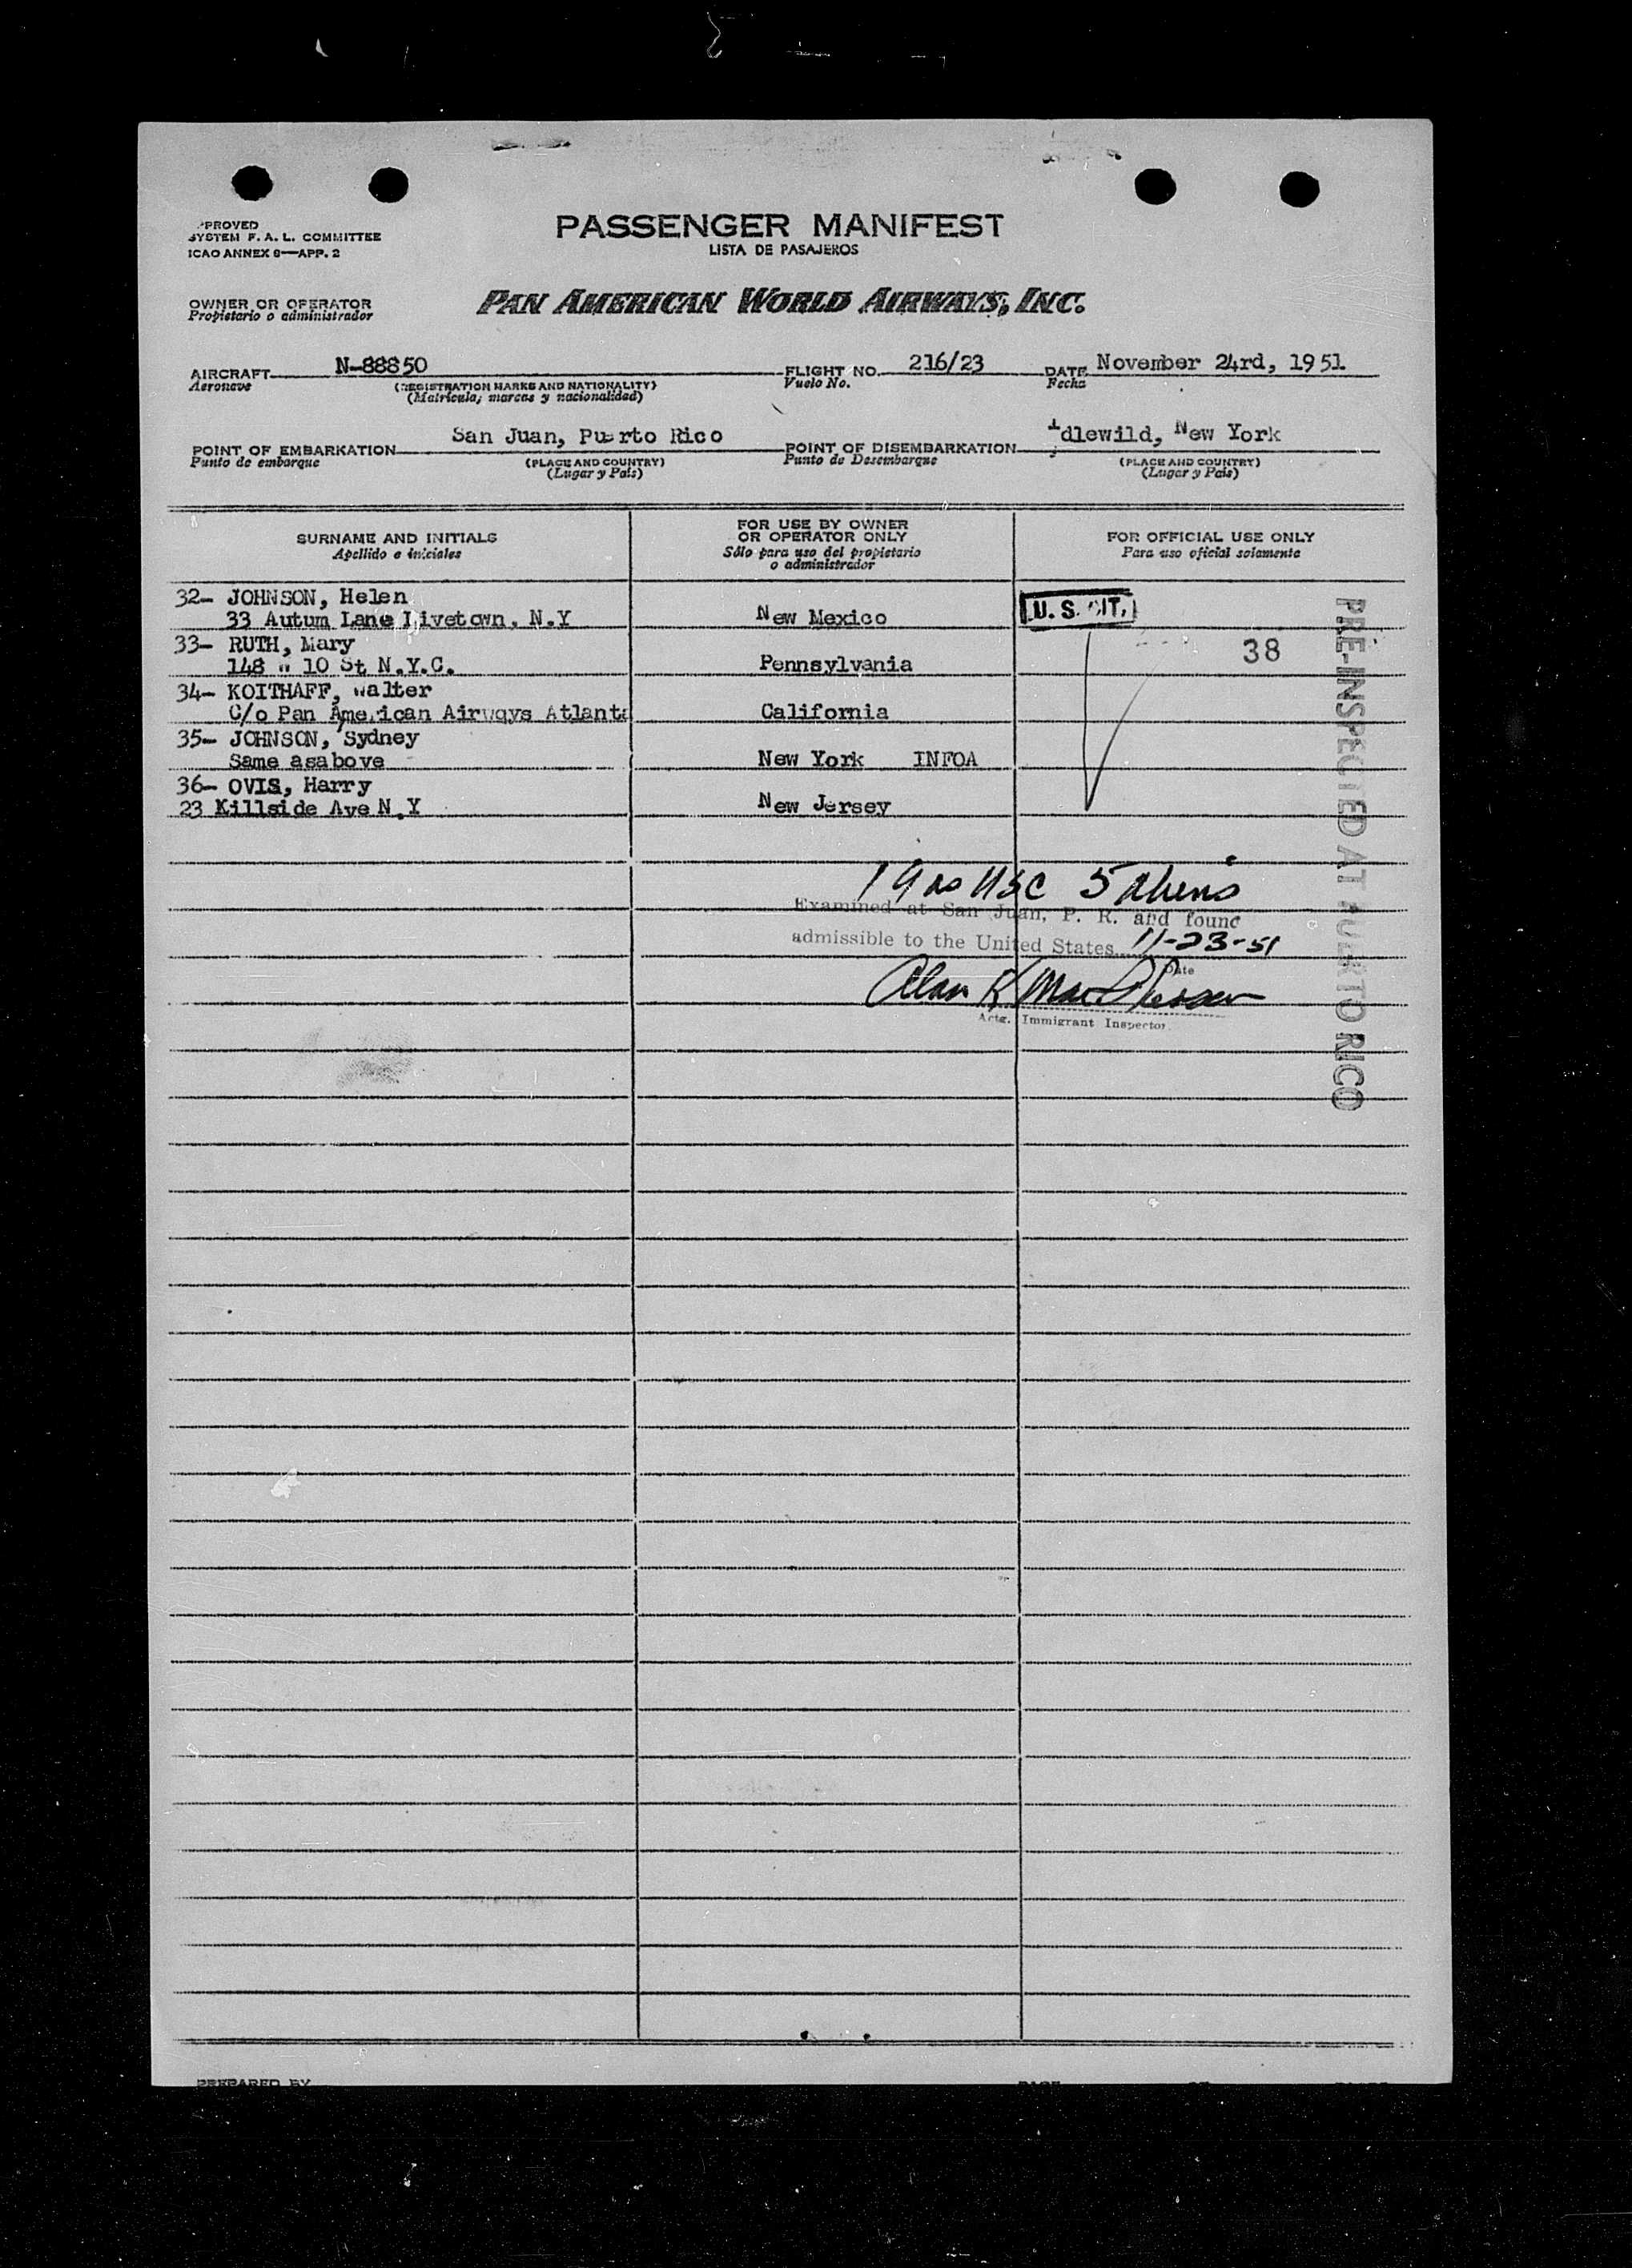 PASSENGER MANIFEST
LISTA DE PASAJEROS
PROVED
SYSTEM F. A. L. COMMITTEE
ICAO ANNEX 9—APP. 2
OWNER OR OPERATOR
Propietario o administrador
PAN AMERICAN WORLD AIRWAYS, INC.
AIRCRAFT N-88850 FLIGHT NO. 216/23 DATE November 24rd, 1951
Aeronave (REGISTRATION MARKS AND NATIONALITY) Vuelo No. Fecha
(Matrícula, marcas y nacionalidad)
POINT OF EMBARKATION San Juan, Puerto Rico POINT OF DISEMBARKATION Idlewild, New York
Punto de embarque (PLACE AND COUNTRY) Punto de Desembarque (PLACE AND COUNTRY)
(Lugar y País) (Lugar y País)
SURNAME AND INITIALS
Apellido e iniciales
FOR USE BY OWNER
OR OPERATOR ONLY
Sólo para uso del propietario
o administrador
FOR OFFICIAL USE ONLY
Para uso oficial solamente
32- JOHNSON, Helen
33 Autum Lane N.Y New Mexico U. S. CIT.
33- RUTH, Mary 38
148 W 10 St N.Y.C. Pennsylvania
34- KOITHAFF, Walter
C/o Pan American Airwqys Atlanta California
35- JOHNSON, Sydney
Same asabove New York INFOA
36- OVIS, Harry
23 Killside Ave N.Y New Jersey
PRE-INSPECTED AT PUERTO RICO
19 as USC 5 aliens
Examined at San Juan, P. R. and found
admissible to the United States 11-23-51
Date
Alan K
Actg. Immigrant Inspector
PREPARED BY